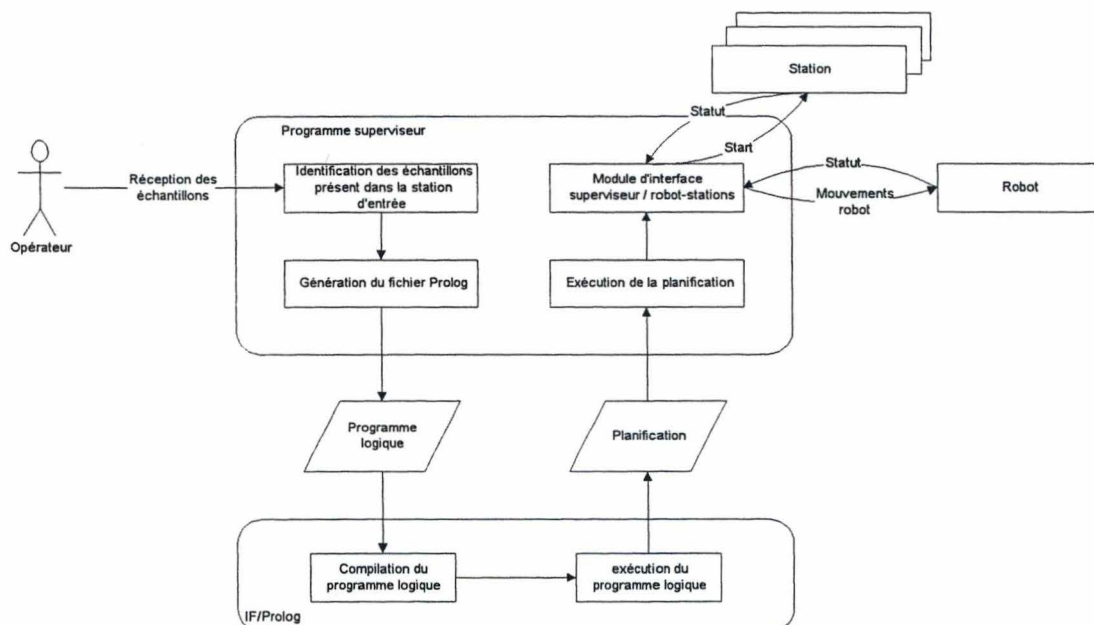 Station
Statut
Start
Programme superviseur
Identification des échantillons
présent dans la station
d'entrée
Module d'interface
superviseur / robot-stations
Statut
Mouvements
robot
Robot
Réception des
échantillons
Opérateur
Génération du fichier Prolog
Exécution de la planification
Programme
logique
Planification
Compilation du
programme logique
exécution du
programme logique
IF/Prolog